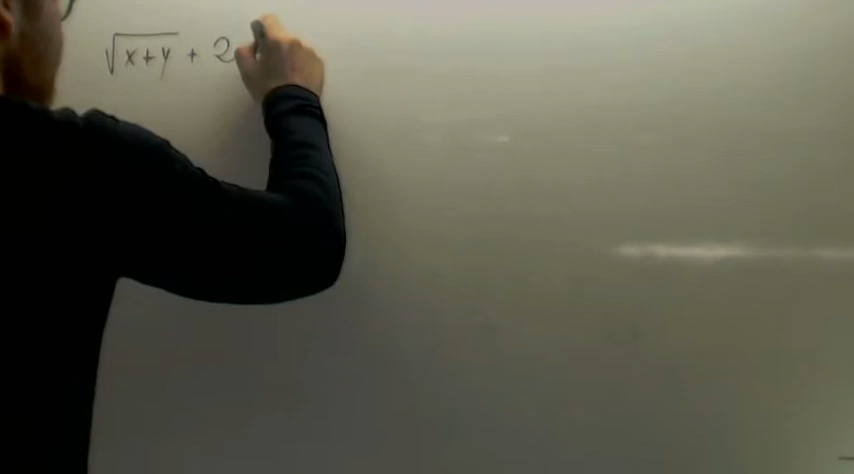 √(x+y) + 2